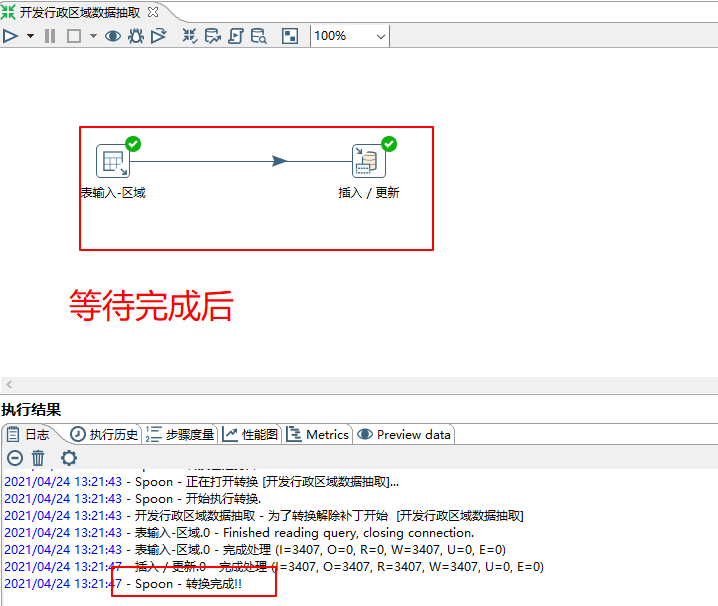 开发行政区域数据抽取
100%
表输入-区域
插入 / 更新
等待完成后
执行结果
日志 执行历史 步骤度量 性能图 Metrics Preview data
2021/04/24 13:21:43 - Spoon - 正在打开转换 [开发行政区域数据抽取]...
2021/04/24 13:21:43 - Spoon - 开始执行转换.
2021/04/24 13:21:43 - 开发行政区域数据抽取 - 为了转换解除补丁开始  [开发行政区域数据抽取]
2021/04/24 13:21:43 - 表输入-区域.0 - Finished reading query, closing connection.
2021/04/24 13:21:43 - 表输入-区域.0 - 完成处理 (I=3407, O=0, R=0, W=3407, U=0, E=0)
2021/04/24 13:21:47 - 插入 / 更新.0 - 完成处理 (I=3407, O=3407, R=3407, W=3407, U=0, E=0)
2021/04/24 13:21:47 - Spoon - 转换完成!!